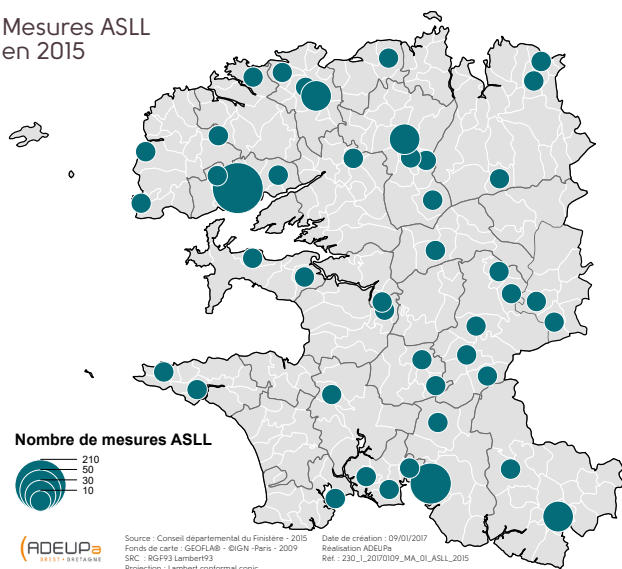 Mesures ASLL
en 2015
Nombre de mesures ASLL
210
50
30
10
ADEUPa
BREST • BRETAGNE
Source : Conseil départemental du Finistère - 2015
Fonds de carte : GEOFLA® - ©IGN -Paris - 2009
SRC : RGF93 Lambert93
Projection : Lambert conformal conic
Date de création : 09/01/2017
Réalisation ADEUPa
Réf. : 230_1_20170109_MA_01_ASLL_2015